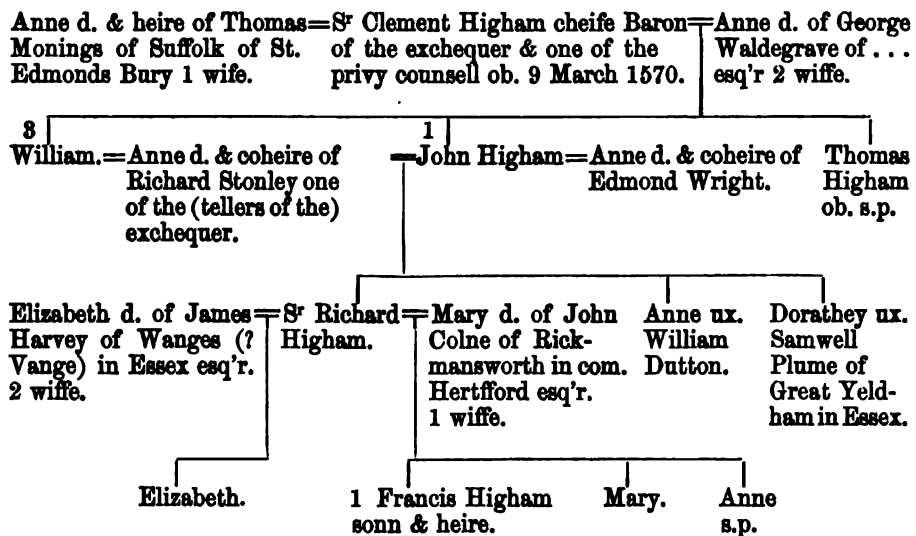 Anne d. & heire of Thomas=Sʳ Clement Higham cheife Baron=Anne d. of George
Monings of Suffolk of St. of the exchequer & one of the Waldegrave of . . .
Edmonds Bury 1 wife. privy counsell ob. 9 March 1570. esq'r 2 wiffe.
3 1
William.=Anne d. & coheire of =John Higham=Anne d. & coheire of Thomas
Richard Stonley one Edmond Wright. Higham
of the (tellers of the) ob. s.p.
exchequer.
Elizabeth d. of James=Sʳ Richard=Mary d. of John Anne ux. Dorathey ux.
Harvey of Wanges (? Higham. Colne of Rick- William Samwell
Vange) in Essex esq'r. mansworth in com. Dutton. Plume of
2 wiffe. Hertfford esq'r. Great Yeld-
1 wiffe. ham in Essex.
Elizabeth. 1 Francis Higham Mary. Anne
sonn & heire. s.p.